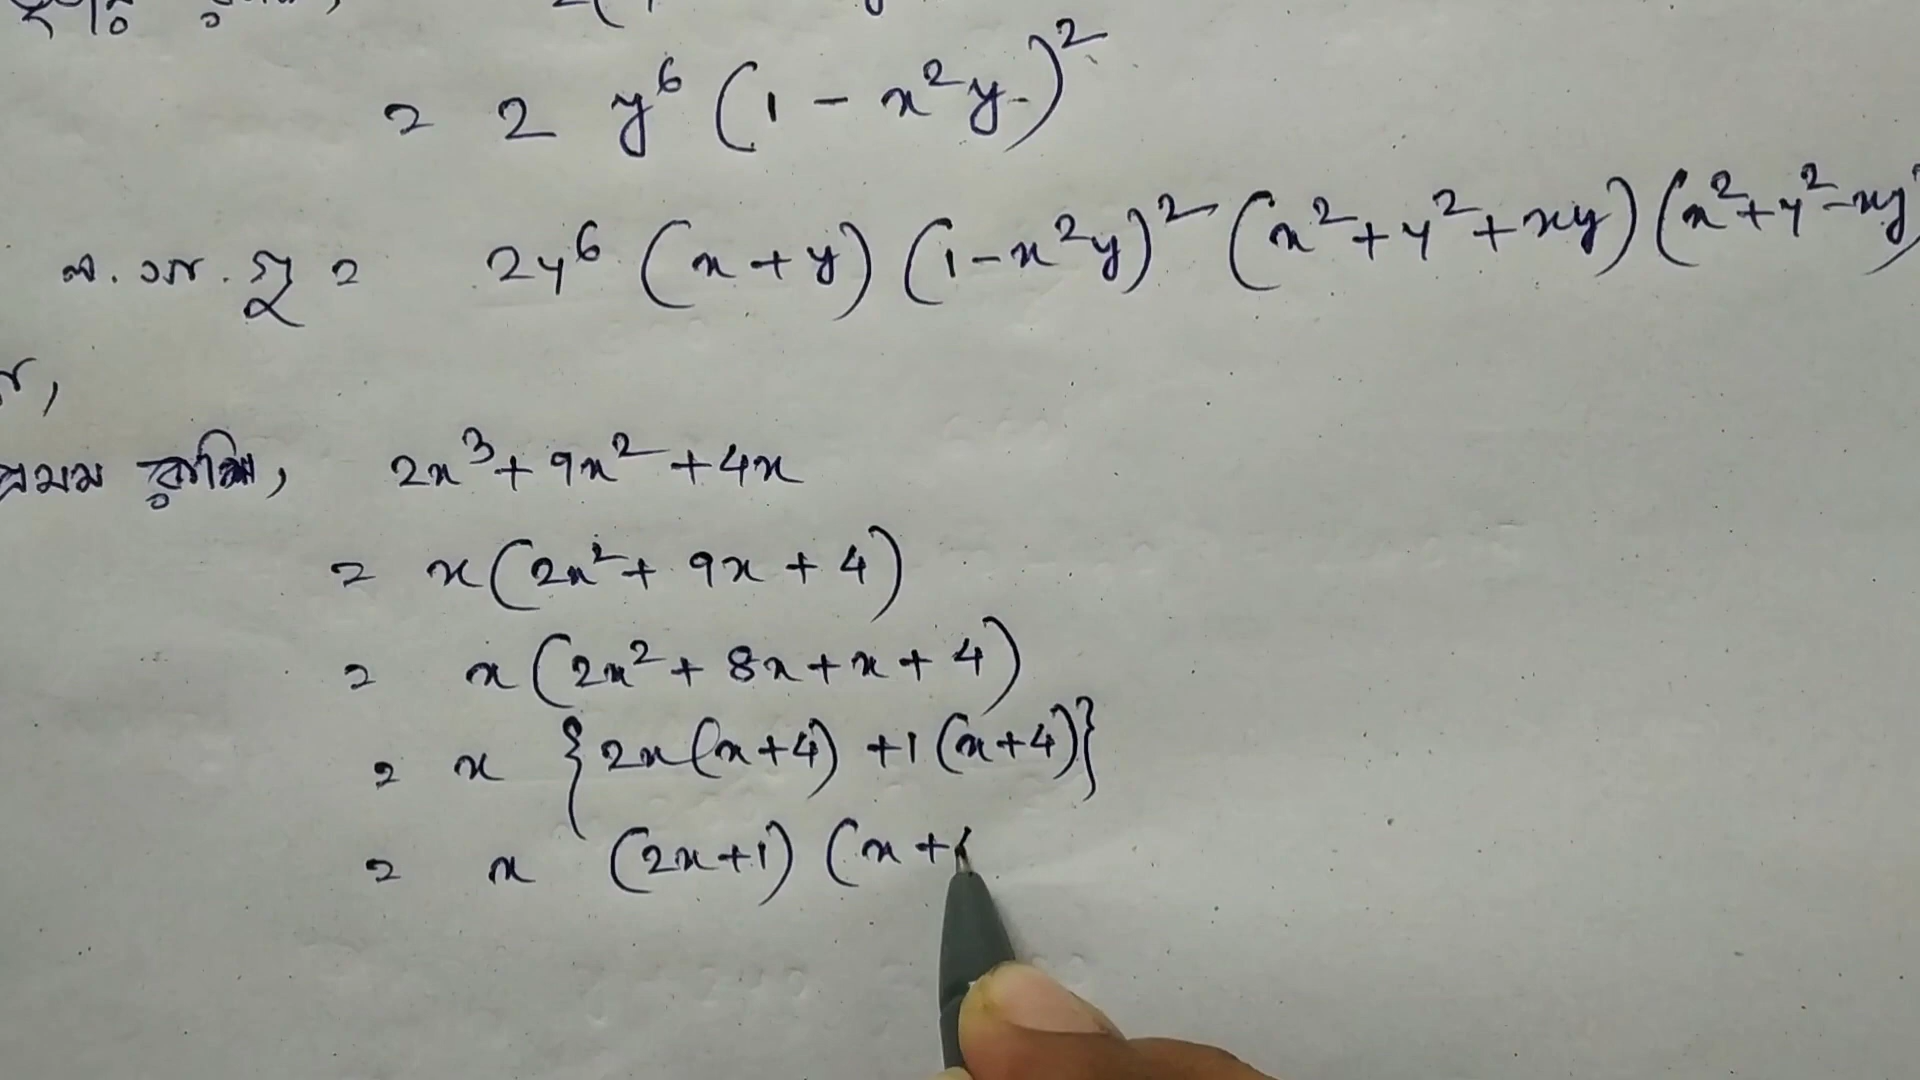 = 2 y⁶ (1 - x²y)²
ল.সা.গু = 2y⁶ (x+y) (1-x²y)² (x²+y²+xy) (x²+y²-xy)
প্রথম রাশি, 2x³ + 9x² + 4x
= x (2x² + 9x + 4)
= x (2x² + 8x + x + 4)
= x {2x(x+4) + 1(x+4)}
= x (2x+1) (x+